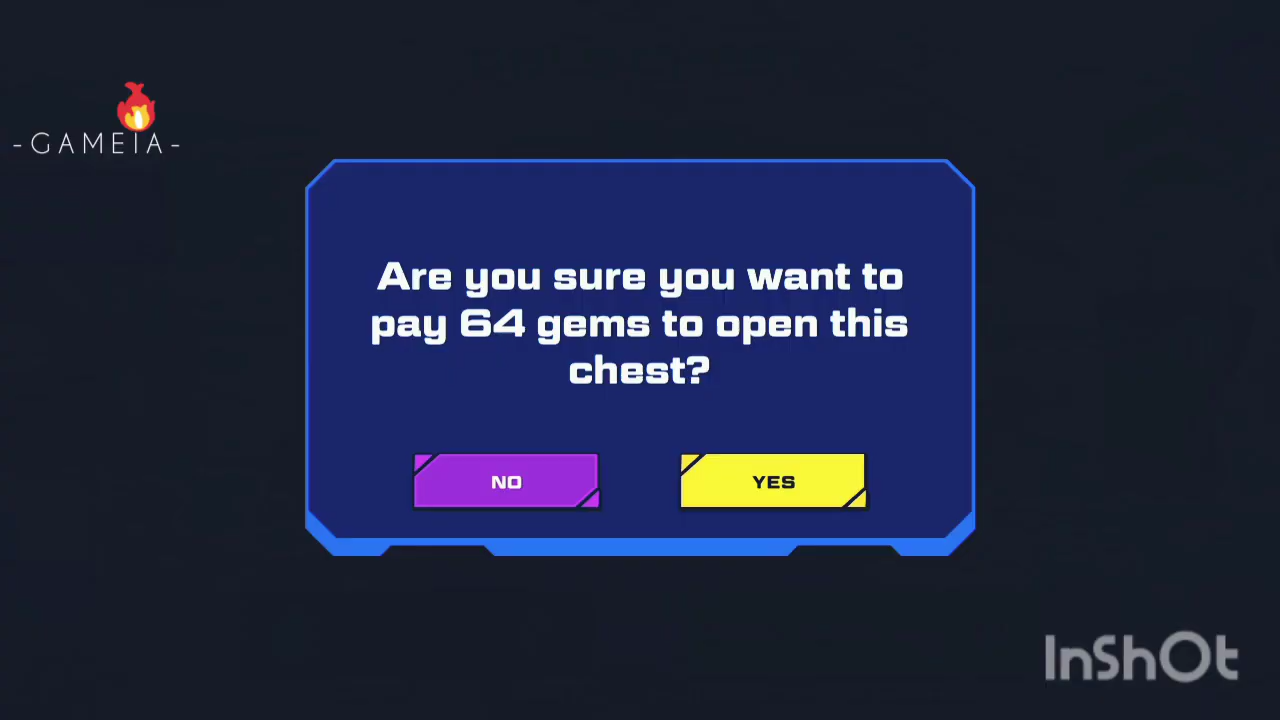 -GAMEIA-
Are you sure you want to
pay 64 gems to open this
chest?
NO
YES
InShOt